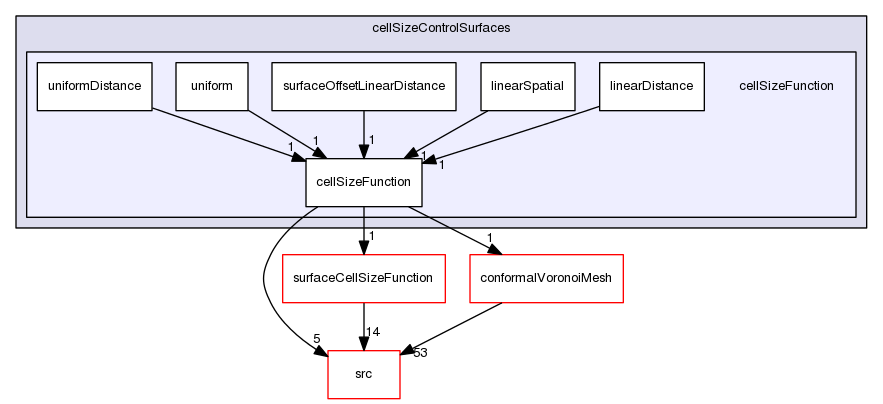 cellSizeControlSurfaces
uniformDistance
uniform
surfaceOffsetLinearDistance
linearSpatial
linearDistance
cellSizeFunction
1
1
1
1
1
cellSizeFunction
1
1
surfaceCellSizeFunction
conformalVoronoiMesh
5
14
53
src